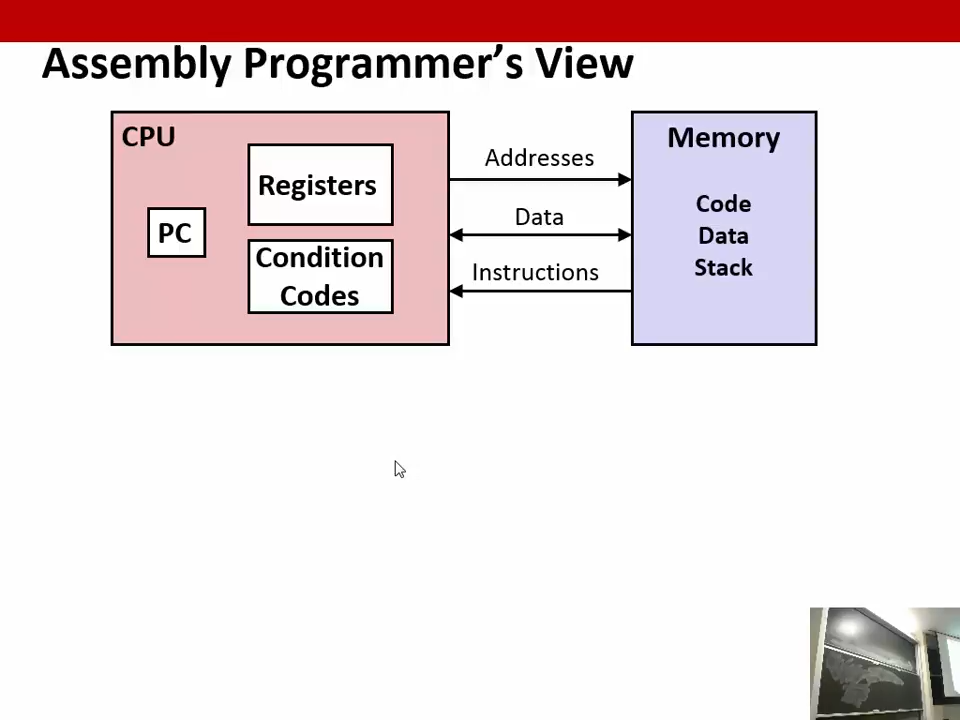 Assembly Programmer's View
CPU
Registers
PC
Condition
Codes
Addresses
Data
Instructions
Memory
Code
Data
Stack